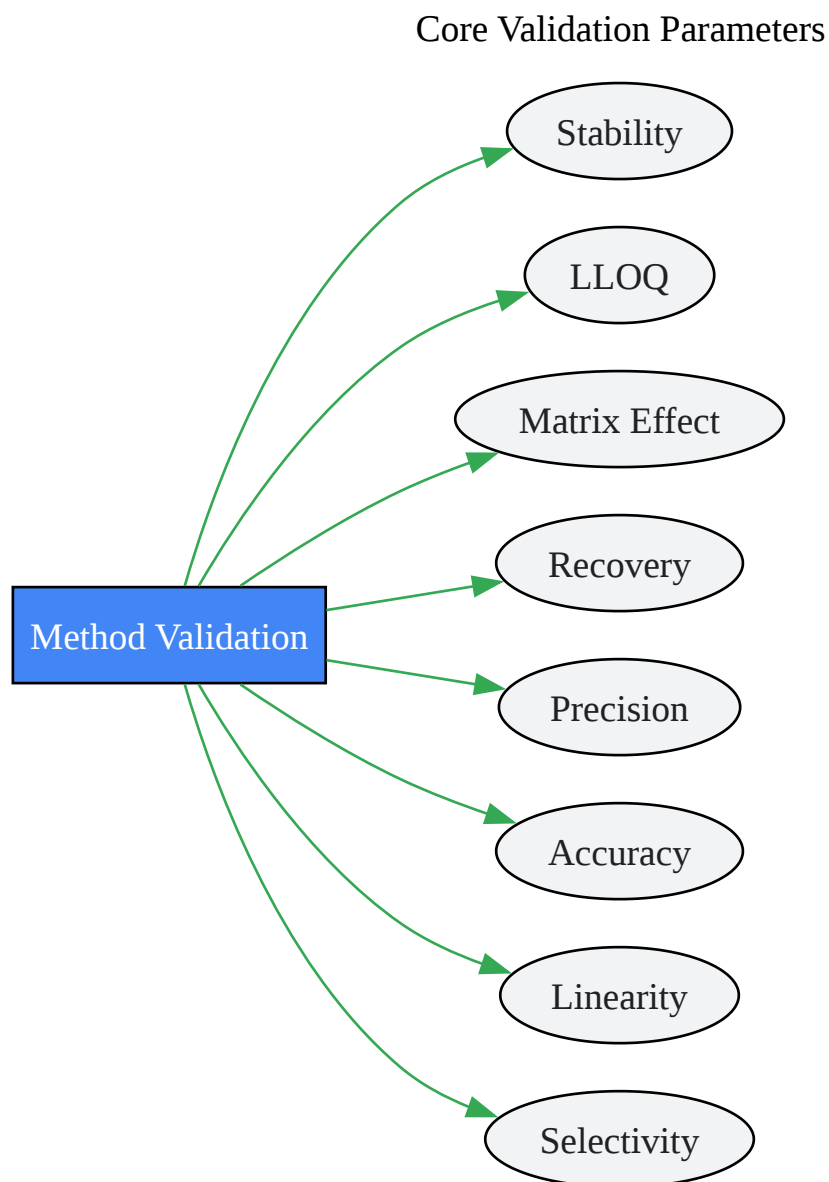 Core Validation Parameters
Stability
LLOQ
Matrix Effect
Recovery
Method Validation
Precision
Accuracy
Linearity
Selectivity